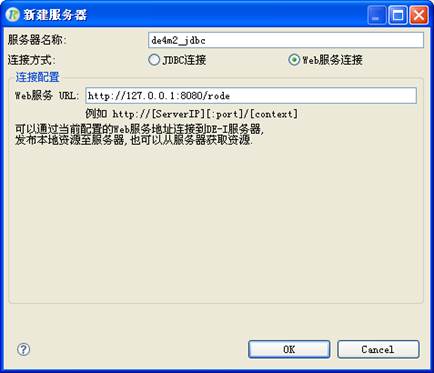 新建服务器
服务器名称: de4m2_jdbc
连接方式: JDBC连接 Web服务连接
连接配置
Web服务 URL: http://127.0.0.1:8080/rode
例如 http://[ServerIP][:port]/[context]
可以通过当前配置的Web服务地址连接到DE-I服务器,
发布本地资源至服务器,也可以从服务器获取资源.
OK Cancel